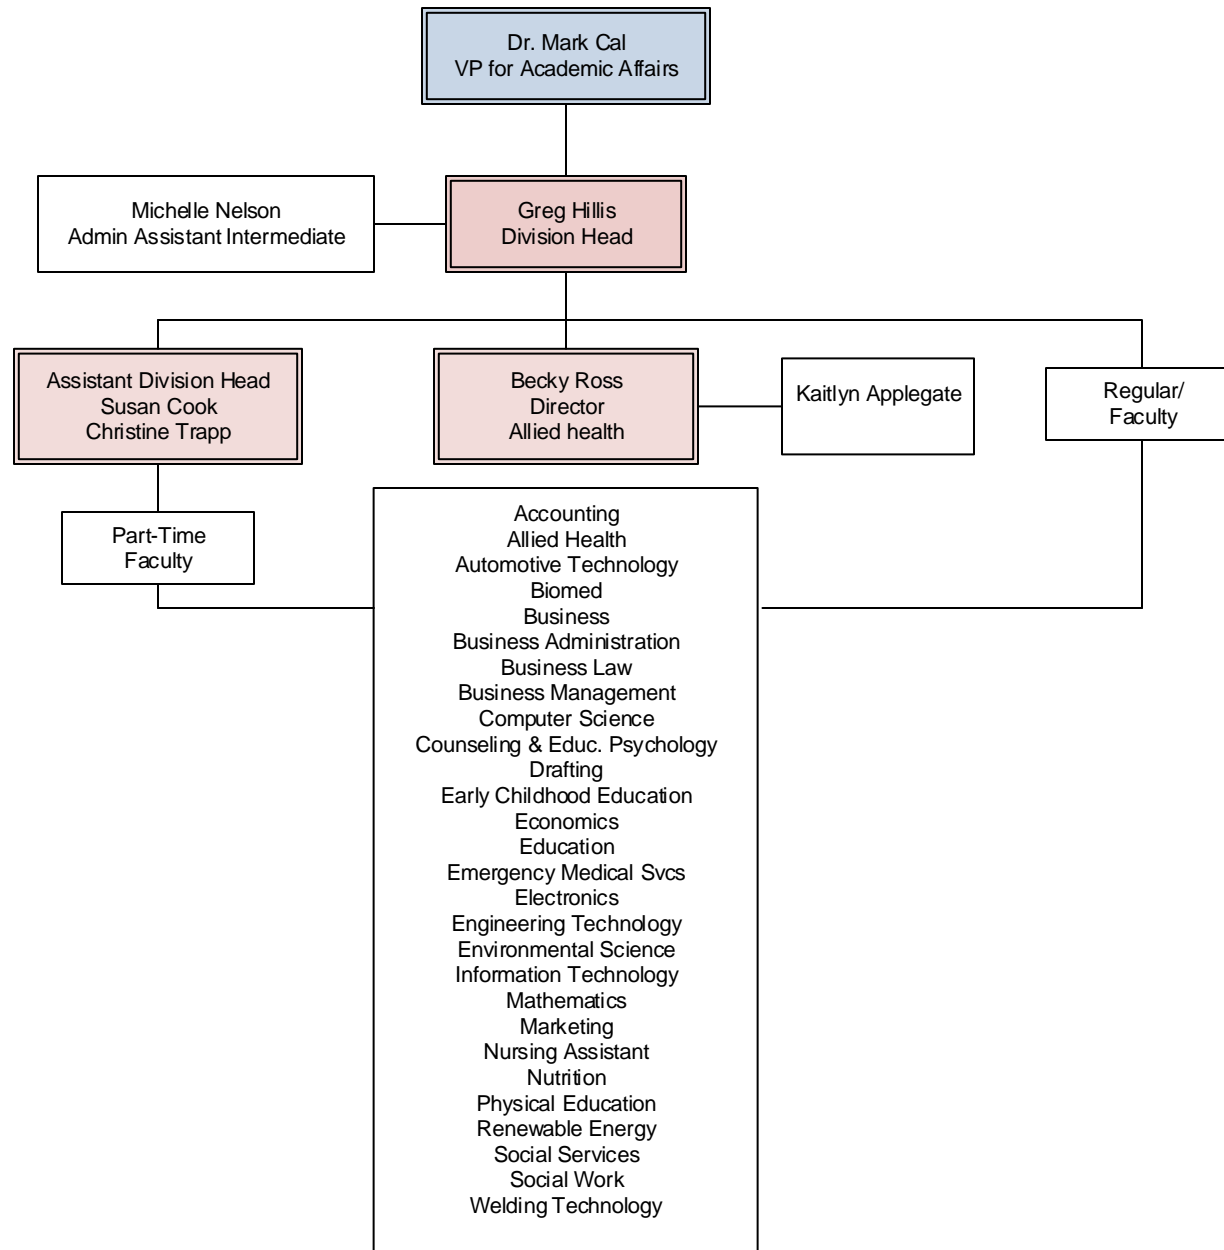 Dr. Mark Cal
VP for Academic Affairs
Michelle Nelson
Admin Assistant Intermediate
Greg Hillis
Division Head
Assistant Division Head
Susan Cook
Christine Trapp
Becky Ross
Director
Allied health
Kaitlyn Applegate
Regular/
Faculty
Part-Time
Faculty
Accounting
Allied Health
Automotive Technology
Biomed
Business
Business Administration
Business Law
Business Management
Computer Science
Counseling & Educ. Psychology
Drafting
Early Childhood Education
Economics
Education
Emergency Medical Svcs
Electronics
Engineering Technology
Environmental Science
Information Technology
Mathematics
Marketing
Nursing Assistant
Nutrition
Physical Education
Renewable Energy
Social Services
Social Work
Welding Technology